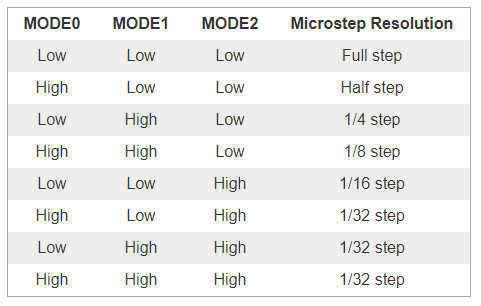 MODE0 MODE1 MODE2 Microstep Resolution
Low Low Low Full step
High Low Low Half step
Low High Low 1/4 step
High High Low 1/8 step
Low Low High 1/16 step
High Low High 1/32 step
Low High High 1/32 step
High High High 1/32 step